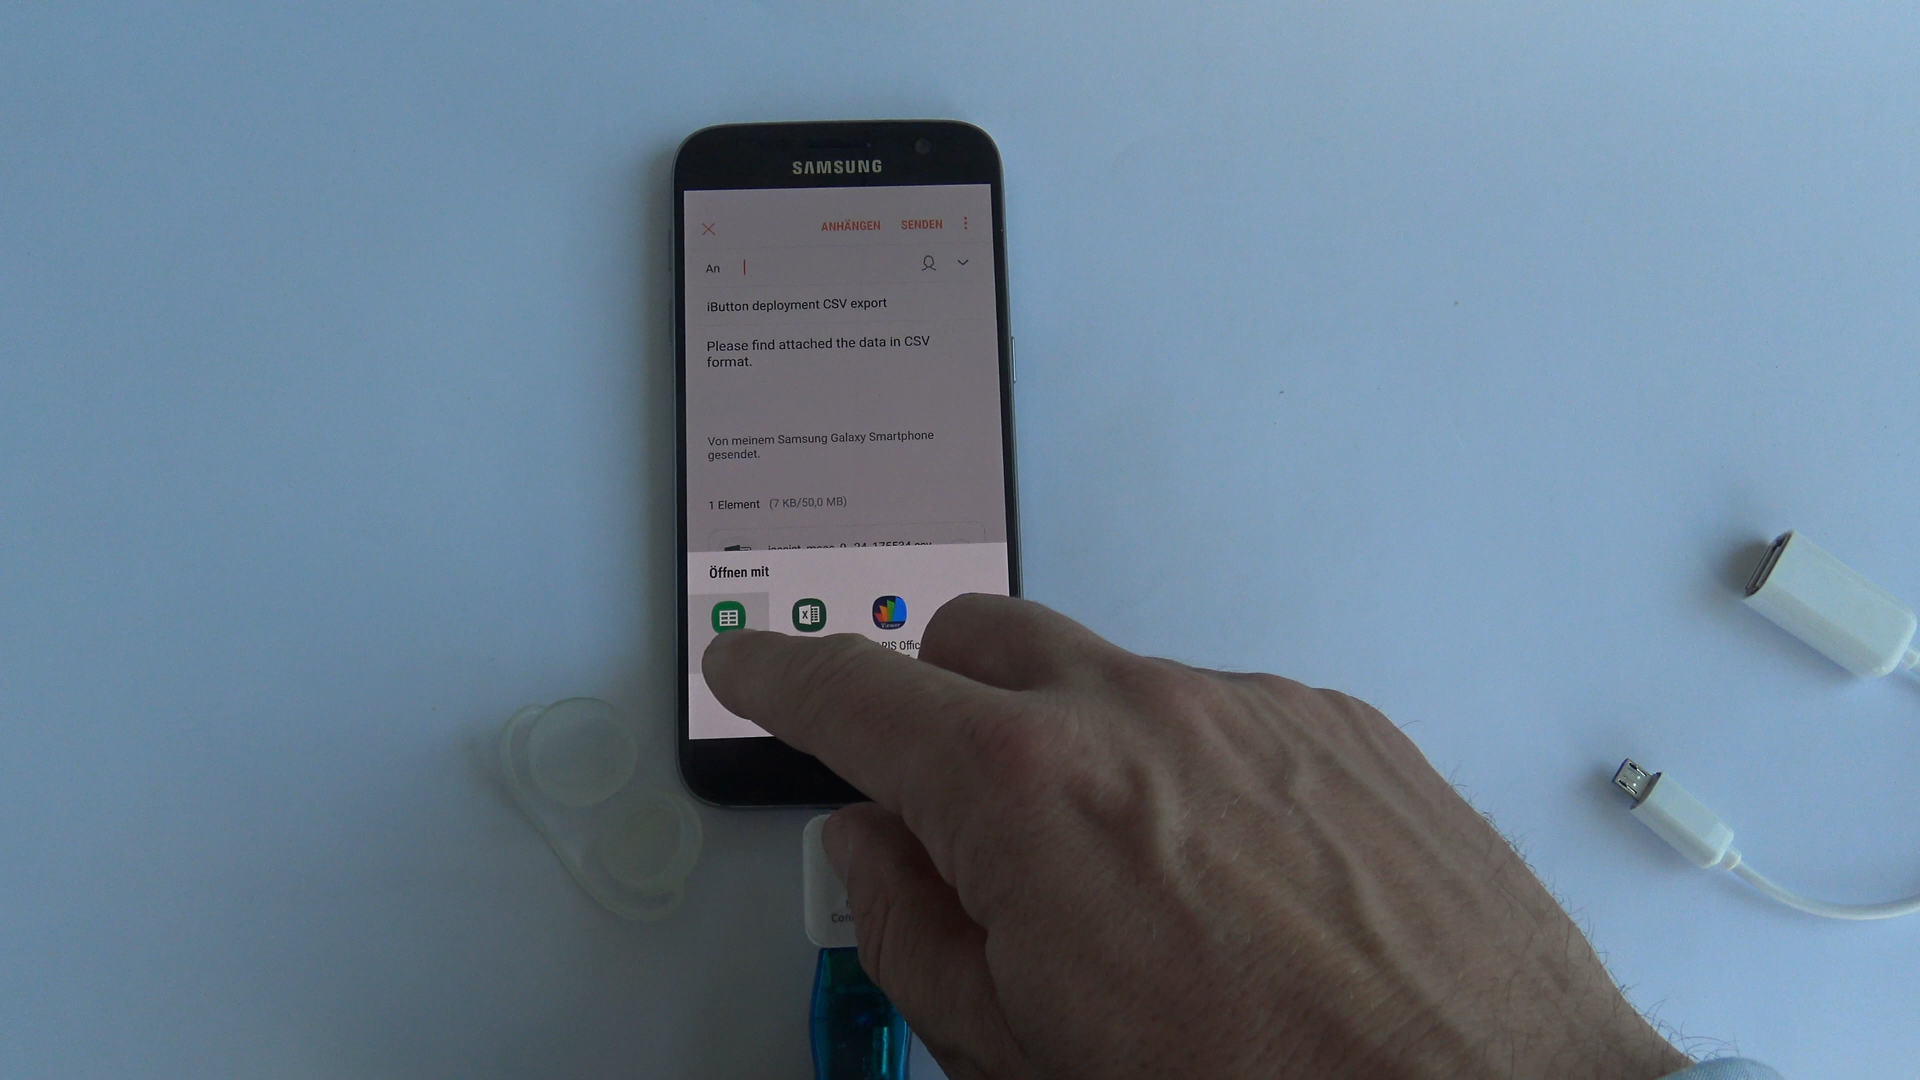 SAMSUNG
ANHÄNGEN SENDEN
An
iButton deployment CSV export
Please find attached the data in CSV
format.
Von meinem Samsung Galaxy Smartphone
gesendet.
1 Element (7 KB/50,0 MB)
Öffnen mit